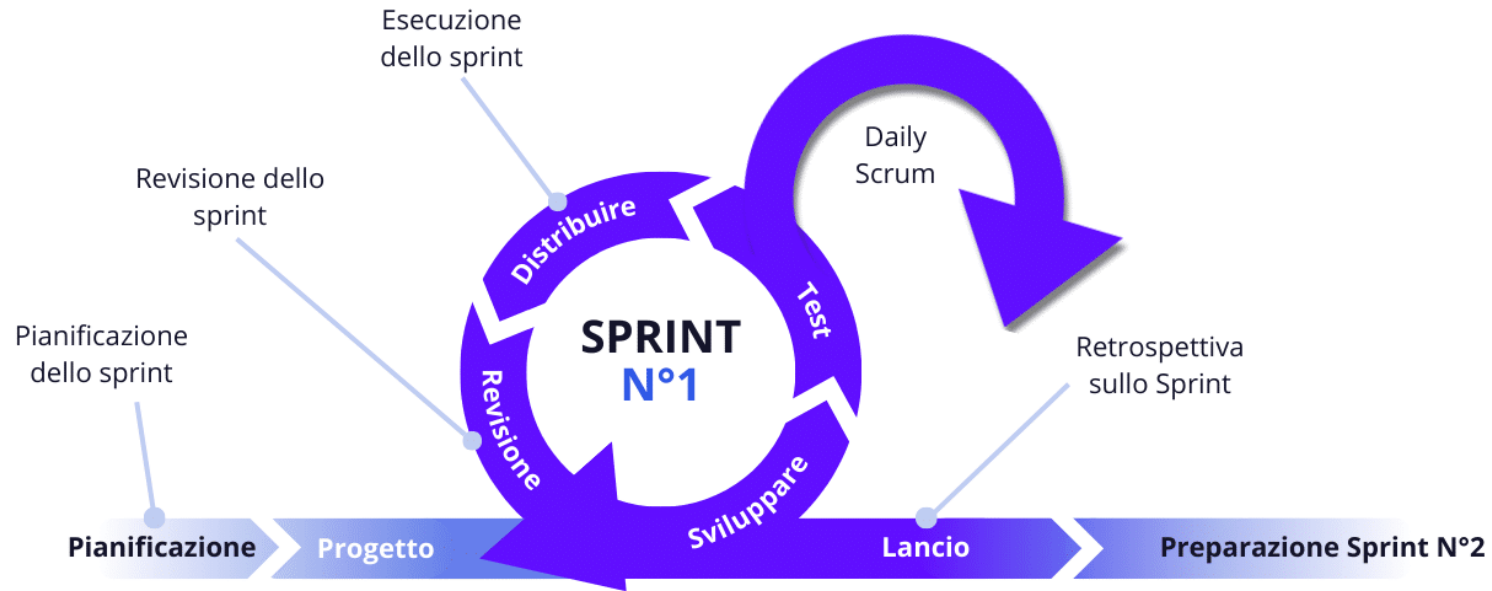 Esecuzione
dello sprint
Daily
Scrum
Revisione dello
sprint
Distribuire
Test
SPRINT
N°1
Pianificazione
dello sprint
Retrospettiva
sullo Sprint
Revisione
Sviluppare
Pianificazione
Progetto
Lancio
Preparazione Sprint N°2